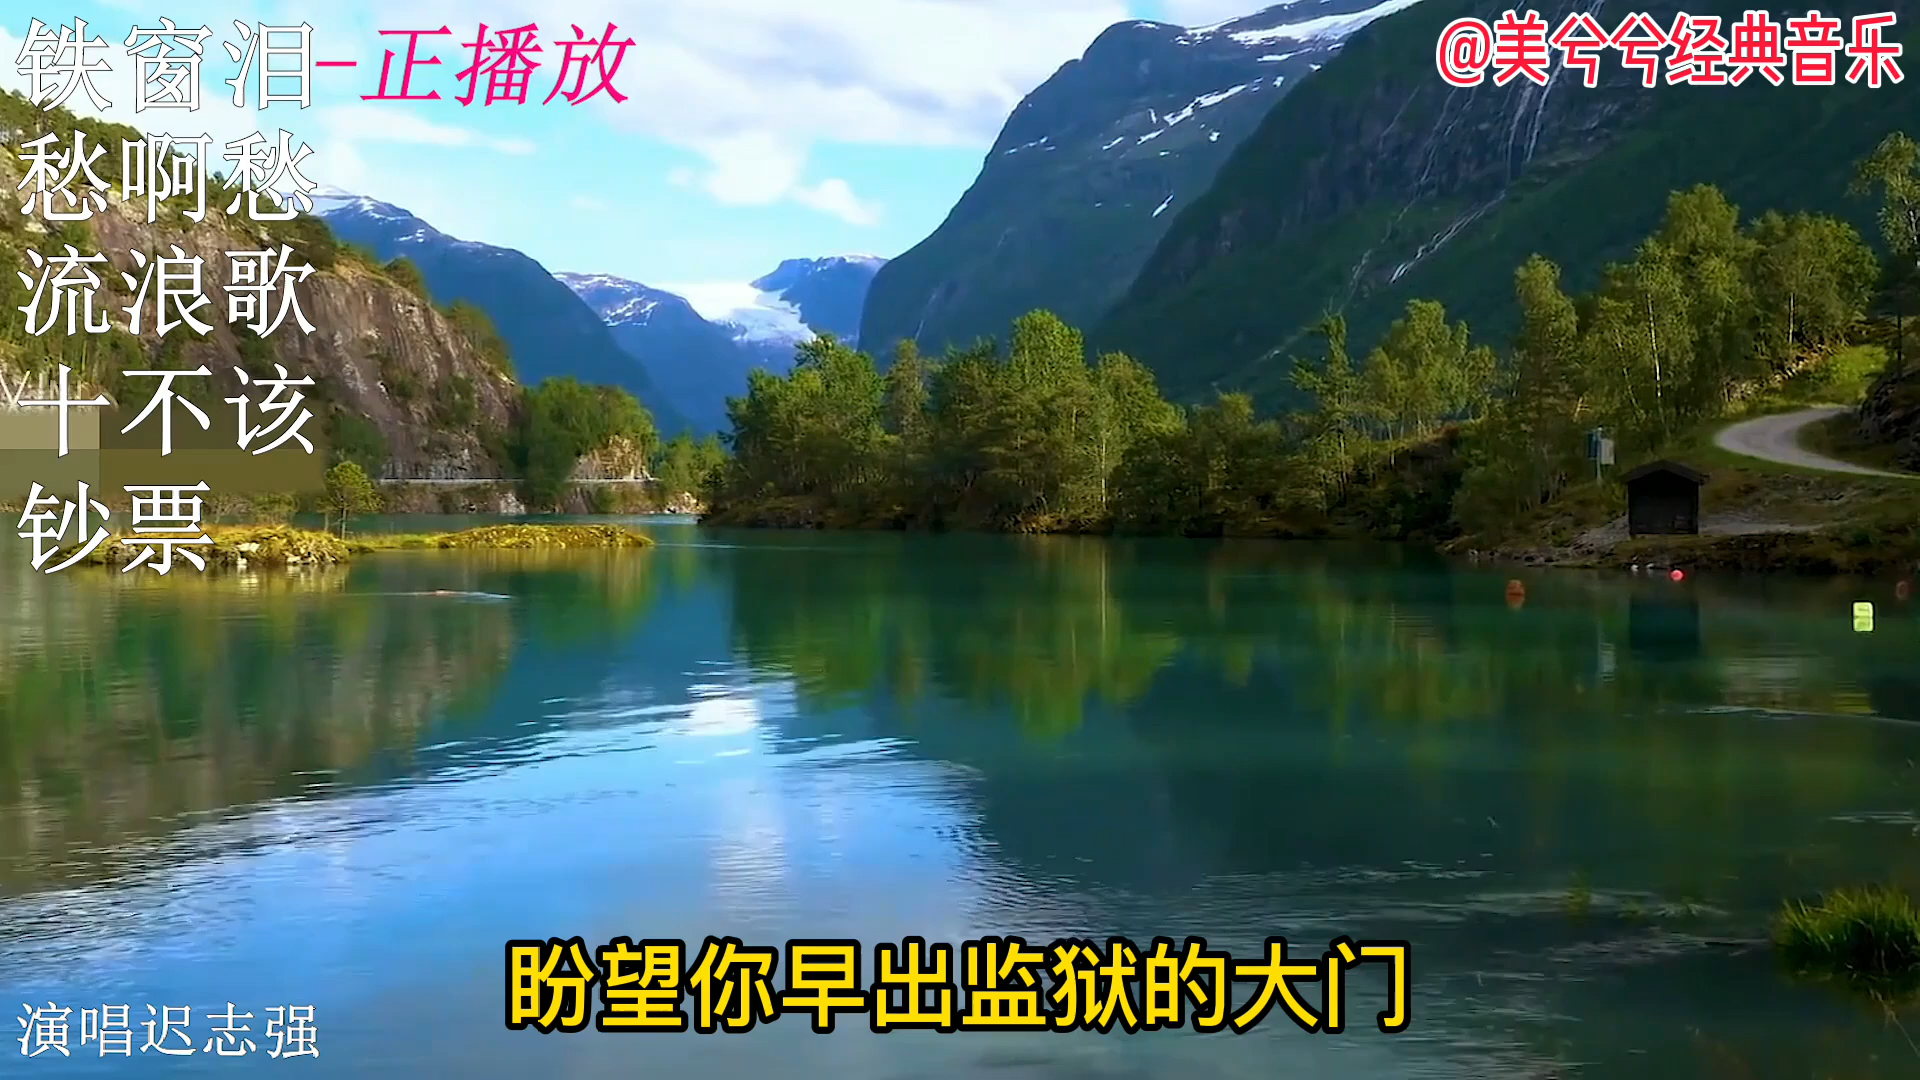 铁窗泪-正播放
@美兮兮经典音乐
愁啊愁
流浪歌
十不该
钞票
盼望你早出监狱的大门
演唱迟志强